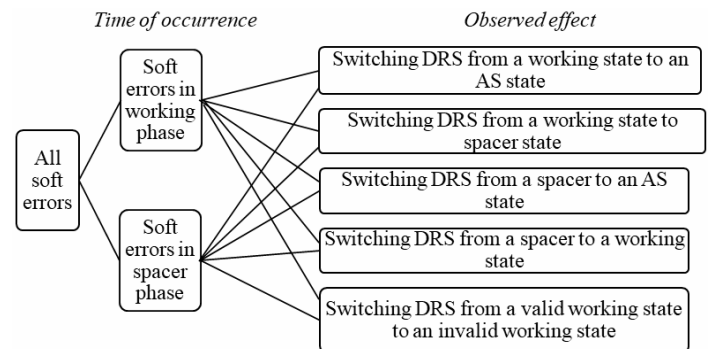 Time of occurrence
Observed effect
All
soft
errors
Soft
errors in
working
phase
Soft
errors in
spacer
phase
Switching DRS from a working state to an
AS state
Switching DRS from a working state to
spacer state
Switching DRS from a spacer to an AS
state
Switching DRS from a spacer to a working
state
Switching DRS from a valid working state
to an invalid working state